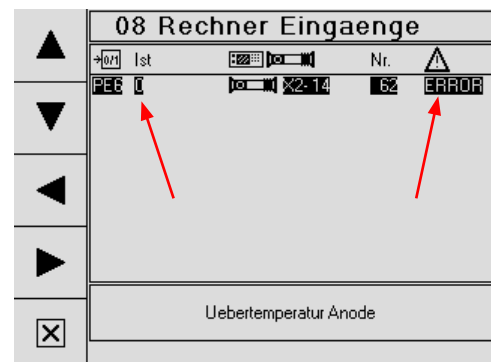 08 Rechner Eingaenge
0/1 Ist Nr.
PE6 0 X2-14 62 ERROR
Uebertemperatur Anode